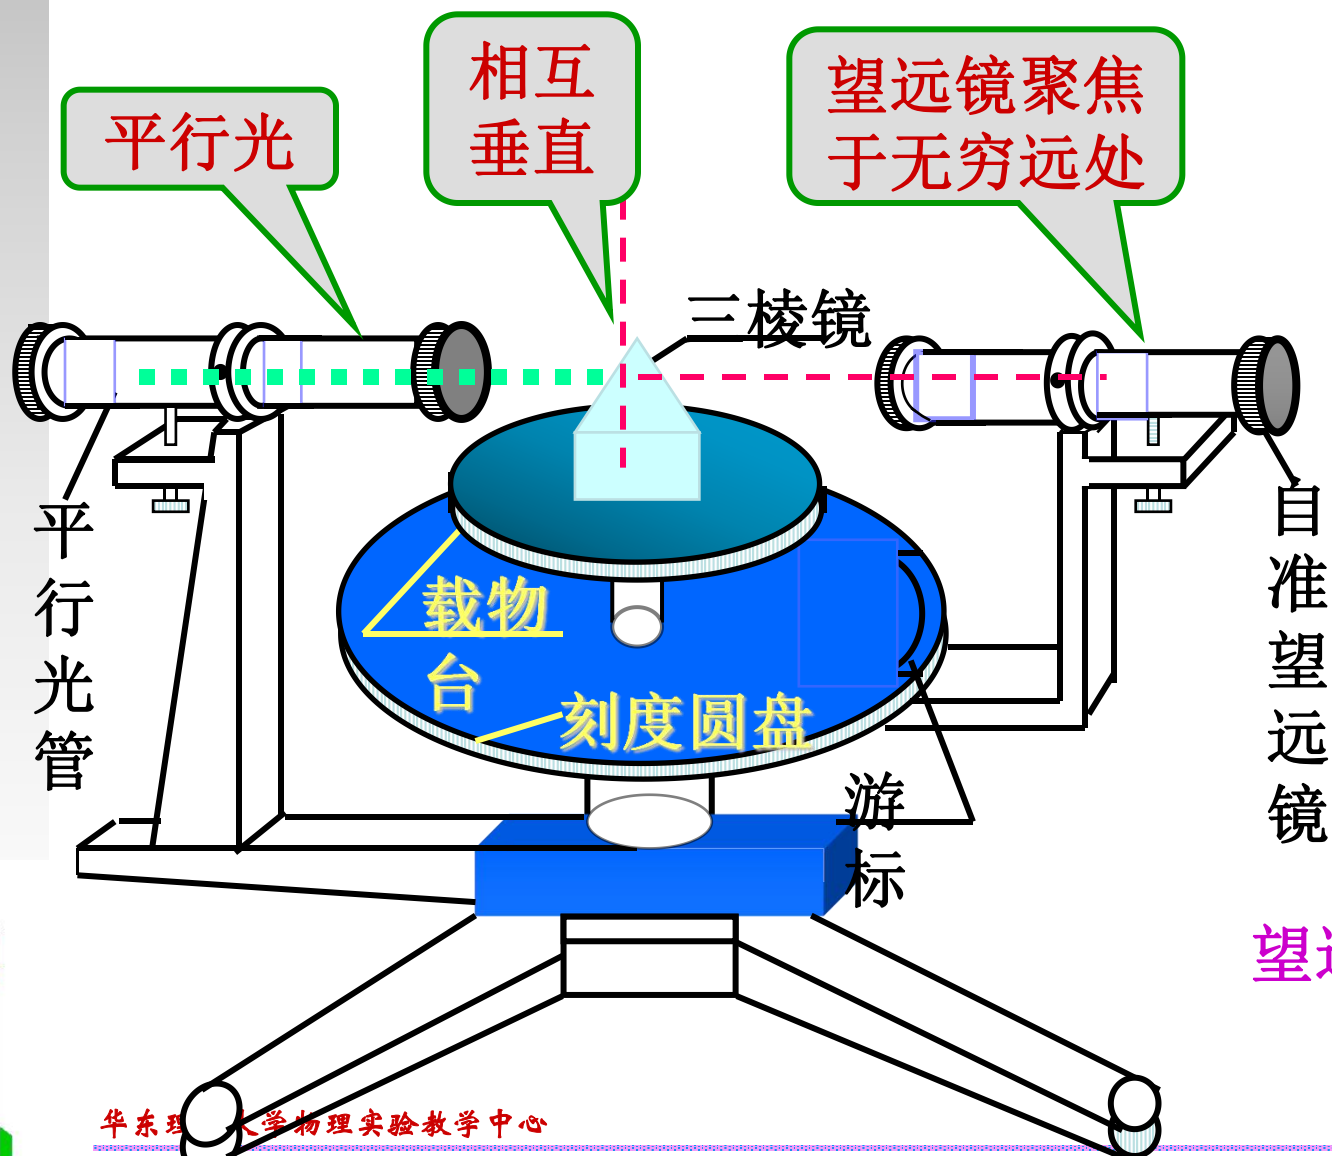 平行光
相互
垂直
望远镜聚焦
于无穷远处
三棱镜
平行光管
自准望远镜
载物
台
刻度圆盘
游标
望
华东理 大学物理实验教学中心